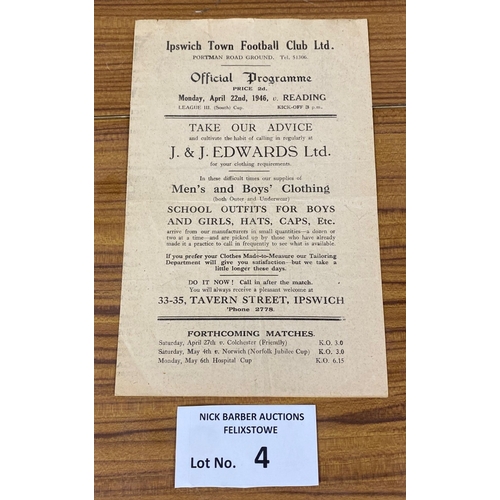 Ipswich Town Football Club Ltd.
PORTMAN ROAD GROUND. Tel. 51306.
Official Programme
PRICE 2d.
Monday, April 22nd, 1946, v. READING
LEAGUE III. (South) Cup. KICK-OFF 3 p.m.
TAKE OUR ADVICE
and cultivate the habit of calling in regularly at
J. & J. EDWARDS Ltd.
for your clothing requirements.
In these difficult times our supplies of
Men's and Boys' Clothing
(both Outer and Underwear)
SCHOOL OUTFITS FOR BOYS
AND GIRLS, HATS, CAPS, Etc.
arrive from our manufacturers in small quantities—a dozen or
two at a time—and are picked up by those who have already
made it a practice to call in frequently to see what is available.
If you prefer your Clothes Made-to-Measure our Tailoring
Department will give you satisfaction—but we take a
little longer these days.
DO IT NOW! Call in after the match.
You will always receive a pleasant welcome at
33-35, TAVERN STREET, IPSWICH
'Phone 2778.
FORTHCOMING MATCHES.
Saturday, April 27th v. Colchester (Friendly) K.O. 3.0
Saturday, May 4th v. Norwich (Norfolk Jubilee Cup) K.O. 3.0
Monday, May 6th Hospital Cup K.O. 6.15
NICK BARBER AUCTIONS
FELIXSTOWE
Lot No. 4